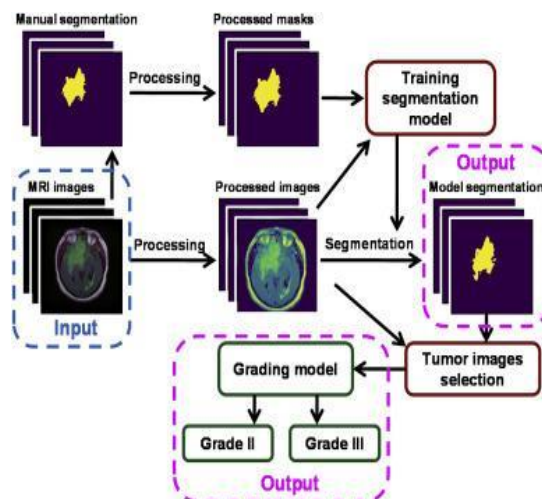 Manual segmentation
Processed masks
Processing
Training
segmentation
model
Output
MRI images
Processed images
Model segmentation
Processing
Segmentation
Input
Grading model
Tumor images
selection
Grade II
Grade III
Output